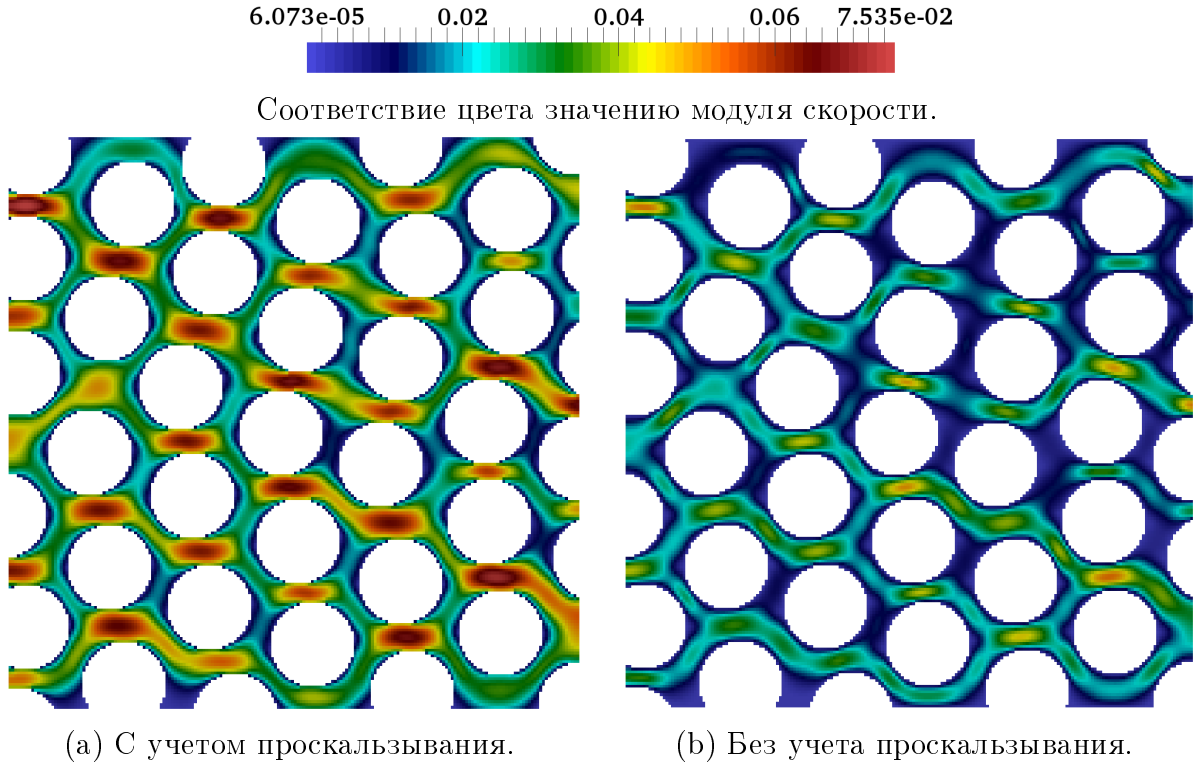 6.073e-05 0.02 0.04 0.06 7.535e-02
Соответствие цвета значению модуля скорости.
(a) С учетом проскальзывания.
(b) Без учета проскальзывания.